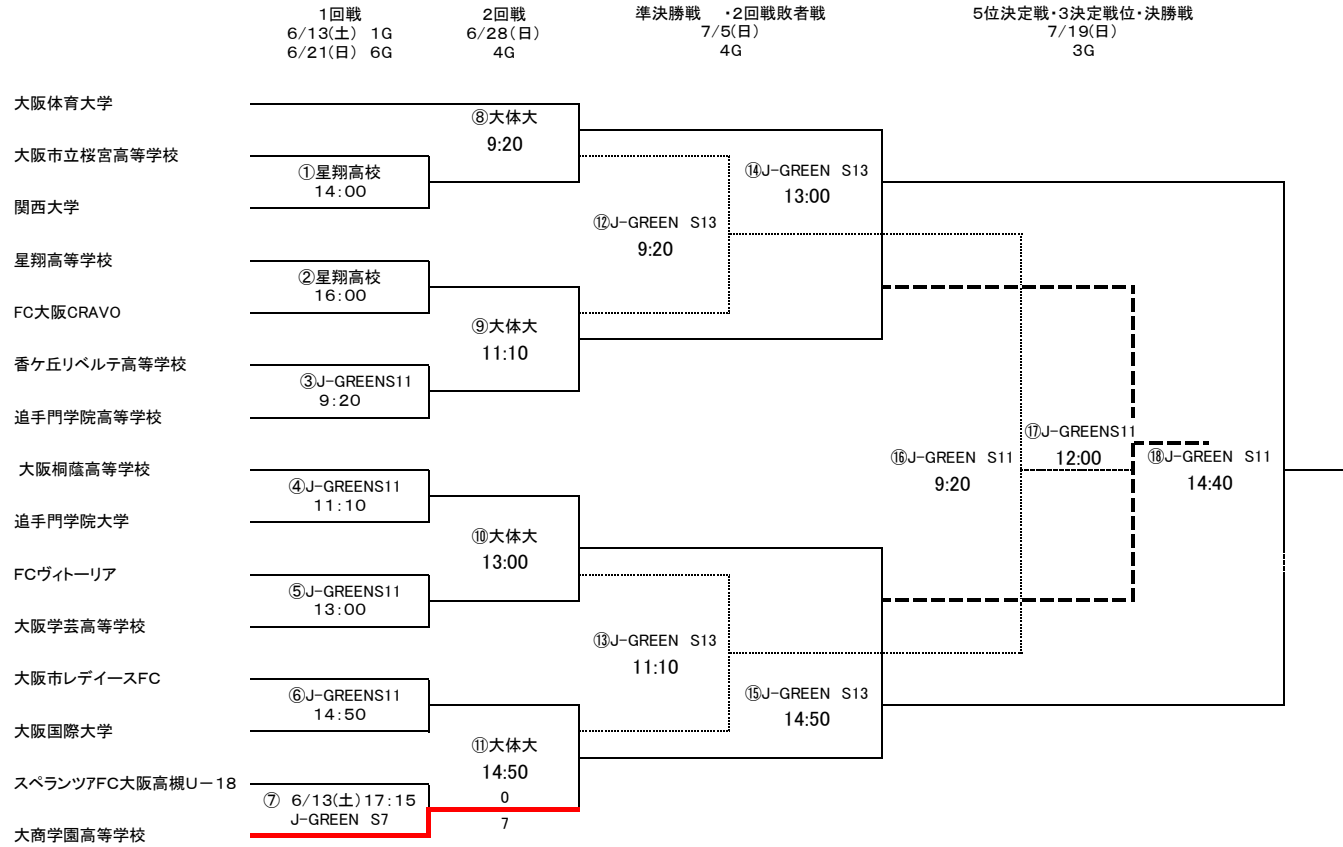 1回戦
6/13(土) 1G
6/21(日) 6G
2回戦
6/28(日)
4G
準決勝戦 ・2回戦敗者戦
7/5(日)
4G
5位決定戦・3決定戦位・決勝戦
7/19(日)
3G
大阪体育大学
大阪市立桜宮高等学校
関西大学
星翔高等学校
FC大阪CRAVO
香ケ丘リベルテ高等学校
追手門学院高等学校
大阪桐蔭高等学校
追手門学院大学
FCヴィトーリア
大阪学芸高等学校
大阪市レデイースFC
大阪国際大学
スペランツアFC大阪高槻U－18
大商学園高等学校
①星翔高校
14:00
②星翔高校
16:00
③J-GREENS11
9:20
④J-GREENS11
11:10
⑤J-GREENS11
13:00
⑥J-GREENS11
14:50
⑦ 6/13(土)17:15
J-GREEN S7
⑧大体大
9:20
⑨大体大
11:10
⑩大体大
13:00
⑪大体大
14:50
0
7
⑫J-GREEN S13
9:20
⑬J-GREEN S13
11:10
⑭J-GREEN S13
13:00
⑮J-GREEN S13
14:50
⑯J-GREEN S11
9:20
⑰J-GREENS11
12:00
⑱J-GREEN S11
14:40